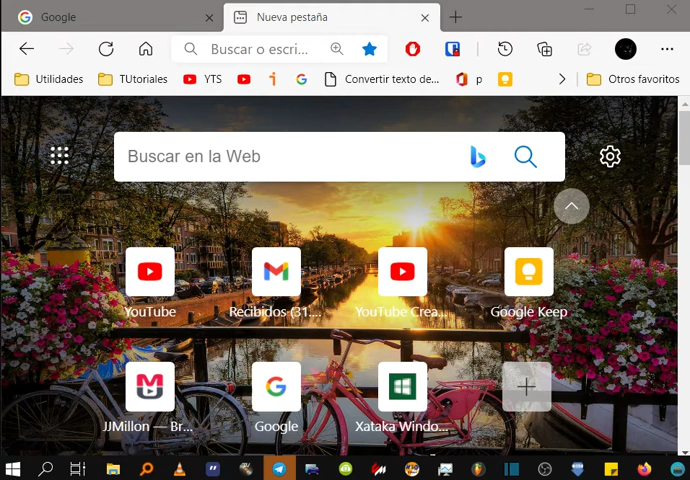 Google
Nueva pestaña
Buscar o escri...
Utilidades
TUtoriales
YTS
Convertir texto de...
p
Otros favoritos
Buscar en la Web
YouTube
Recibidos (31....
YouTube Crea...
Google Keep
JJMillon — Br...
Google
Xataka Windo...